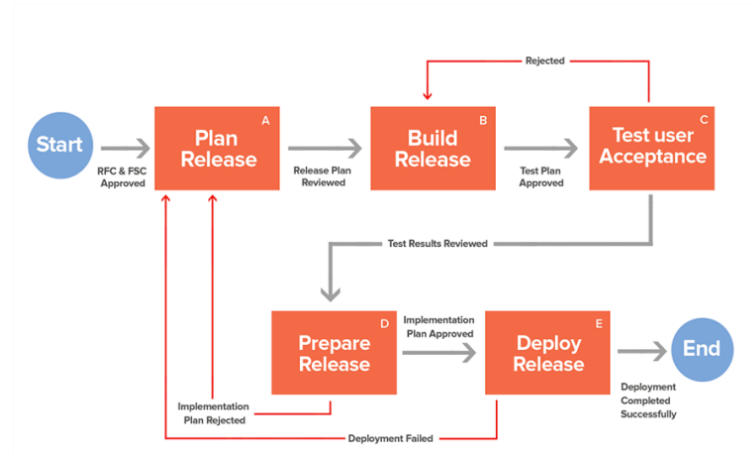 Rejected
A
Plan
Release
B
Build
Release
C
Test user
Acceptance
Start
RFC & FSC
Approved
Release Plan
Reviewed
Test Plan
Approved
Test Results Reviewed
D
Prepare
Release
Implementation
Plan Approved
E
Deploy
Release
End
Deployment
Completed
Successfully
Implementation
Plan Rejected
Deployment Failed